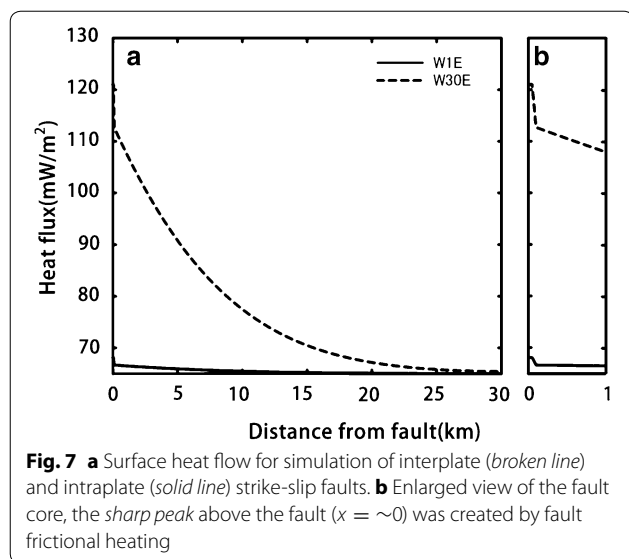 a
b
W1E
W30E
130
120
110
100
90
80
70
Heat flux(mW/m²)
0 5 10 15 20 25 30
0 1
Distance from fault(km)
Fig. 7 a Surface heat flow for simulation of interplate (broken line)
and intraplate (solid line) strike-slip faults. b Enlarged view of the fault
core, the sharp peak above the fault (x = ~0) was created by fault
frictional heating